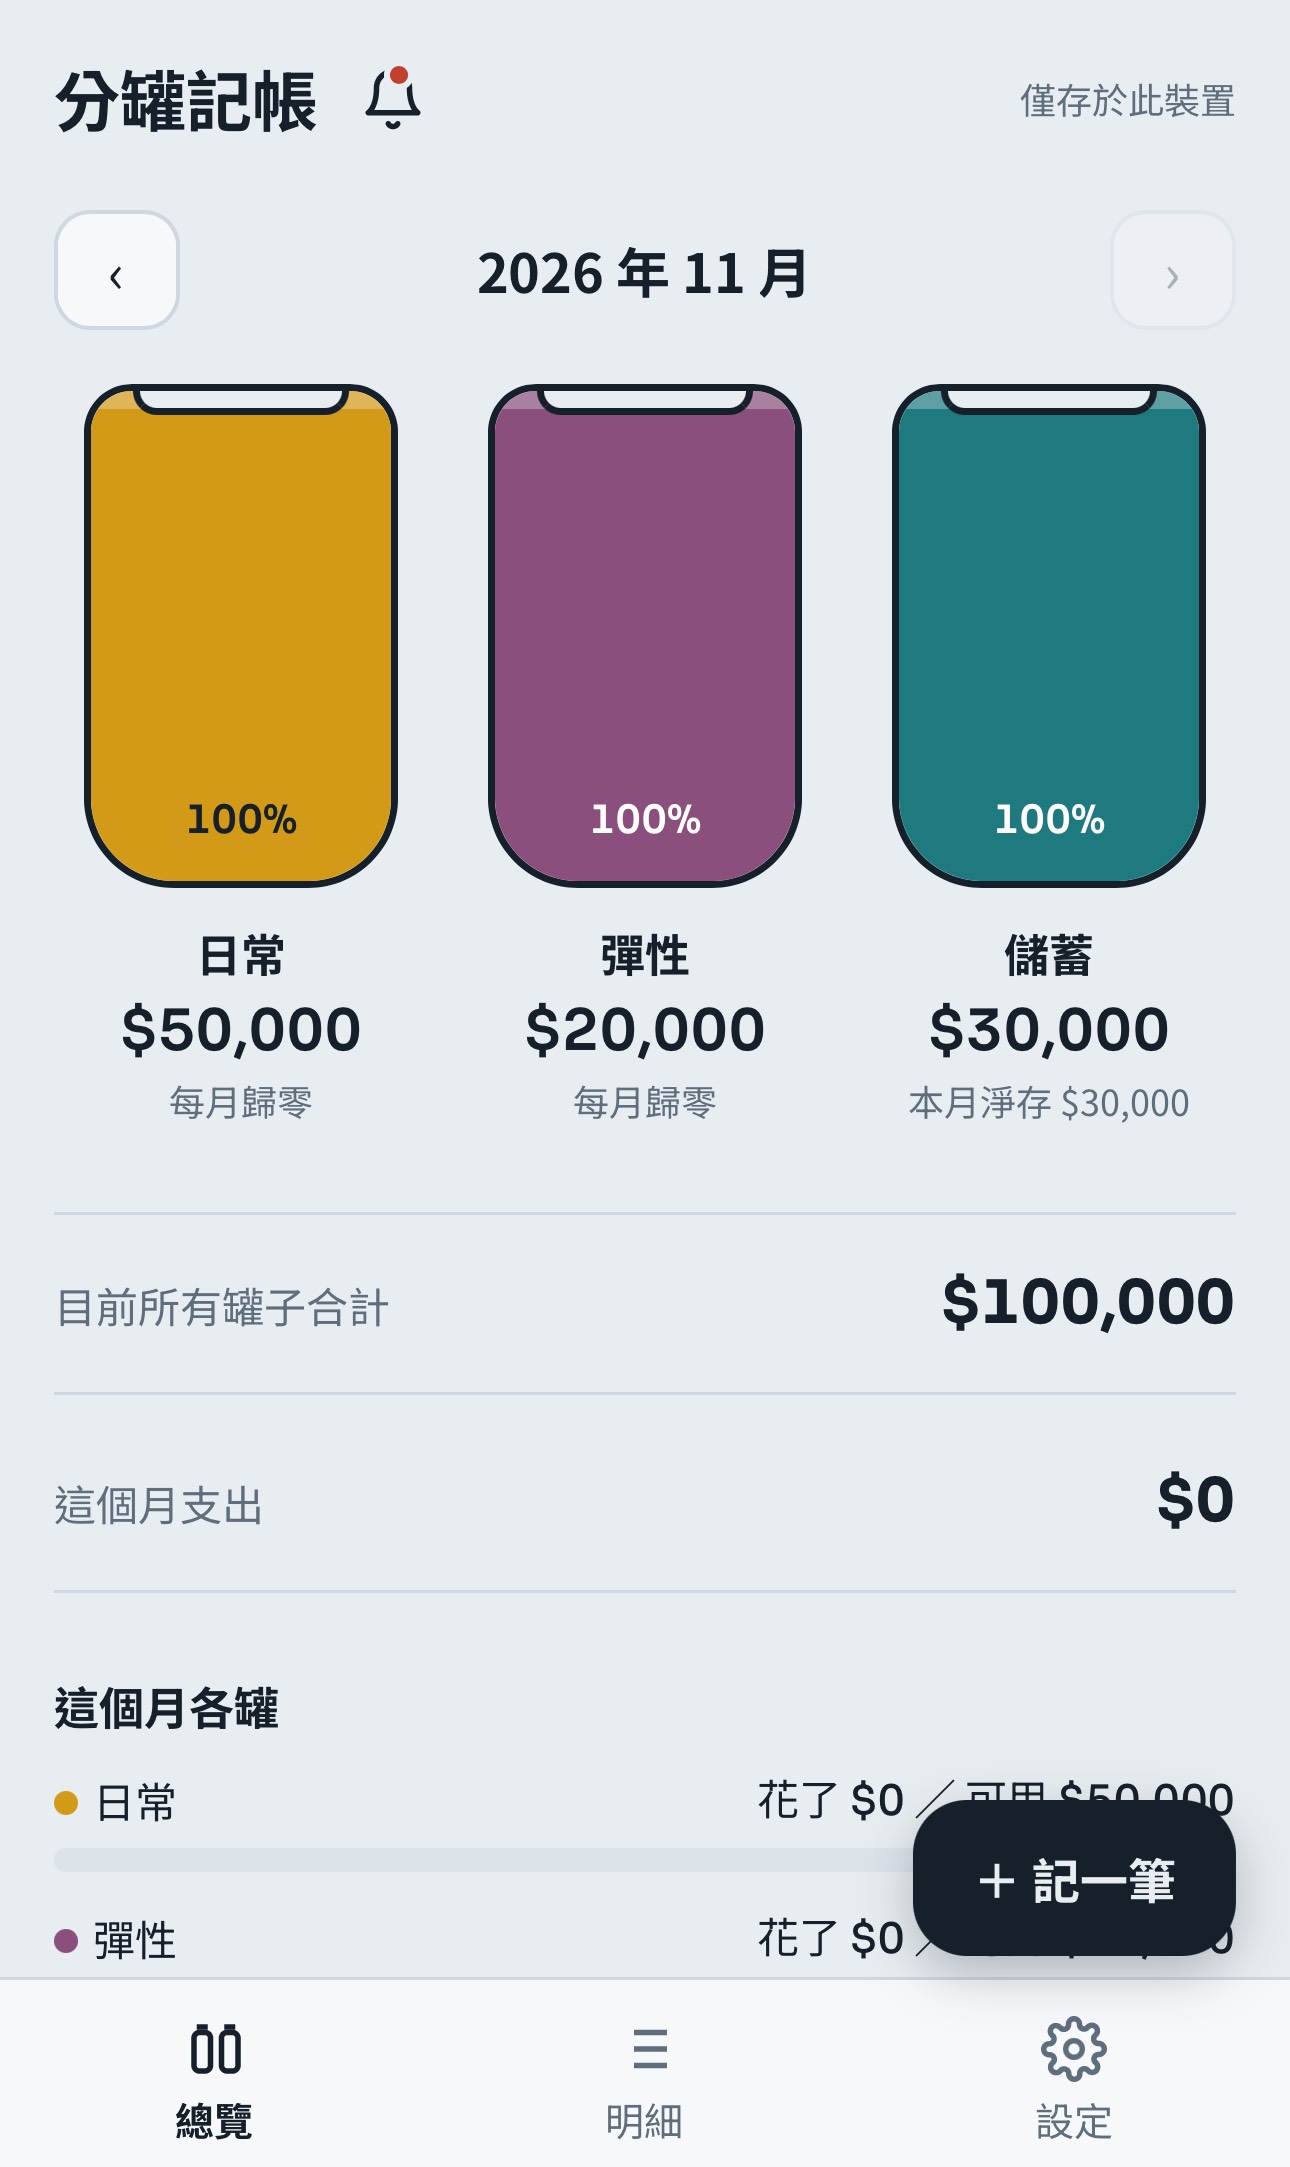 分罐記帳
僅存於此裝置
‹
2026 年 11 月
›
100%
100%
100%
日常
彈性
儲蓄
$50,000
$20,000
$30,000
每月歸零
每月歸零
本月淨存 $30,000
目前所有罐子合計
$100,000
這個月支出
$0
這個月各罐
日常
花了 $0 ／ 可用 $50,000
＋ 記一筆
彈性
花了 $0 ／
總覽
明細
設定